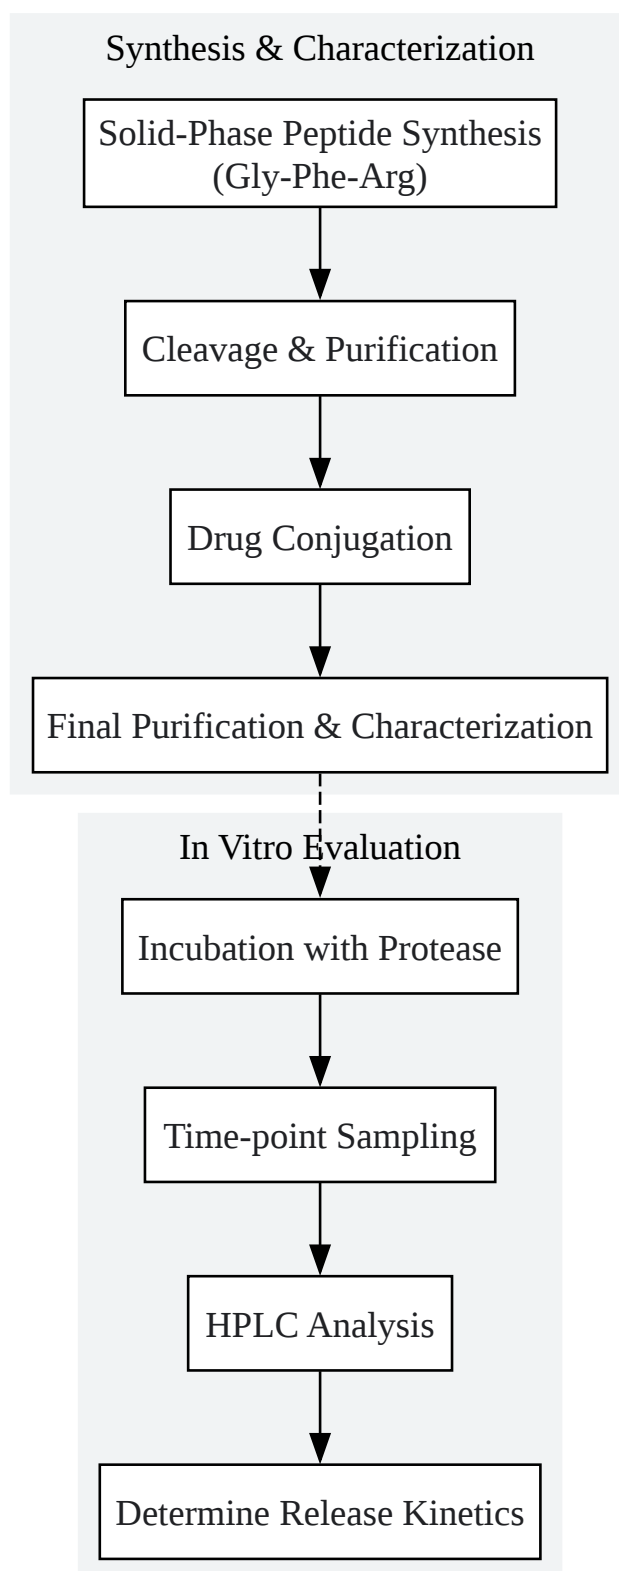 Synthesis & Characterization
Solid-Phase Peptide Synthesis
(Gly-Phe-Arg)
Cleavage & Purification
Drug Conjugation
Final Purification & Characterization
In Vitro Evaluation
Incubation with Protease
Time-point Sampling
HPLC Analysis
Determine Release Kinetics